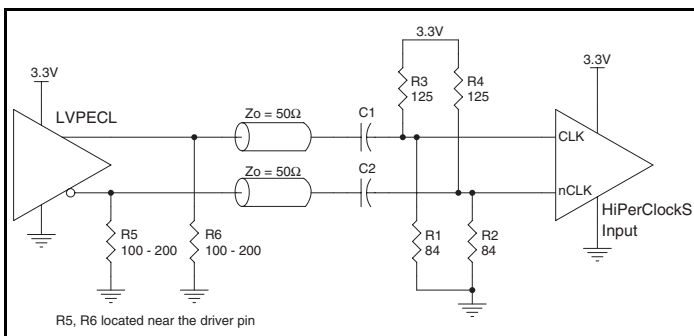 3.3V
3.3V
LVPECL
R3
125
R4
125
3.3V
Zo = 50Ω
C1
CLK
Zo = 50Ω
C2
nCLK
HiPerClockS
Input
R5
100 - 200
R6
100 - 200
R1
84
R2
84
R5, R6 located near the driver pin